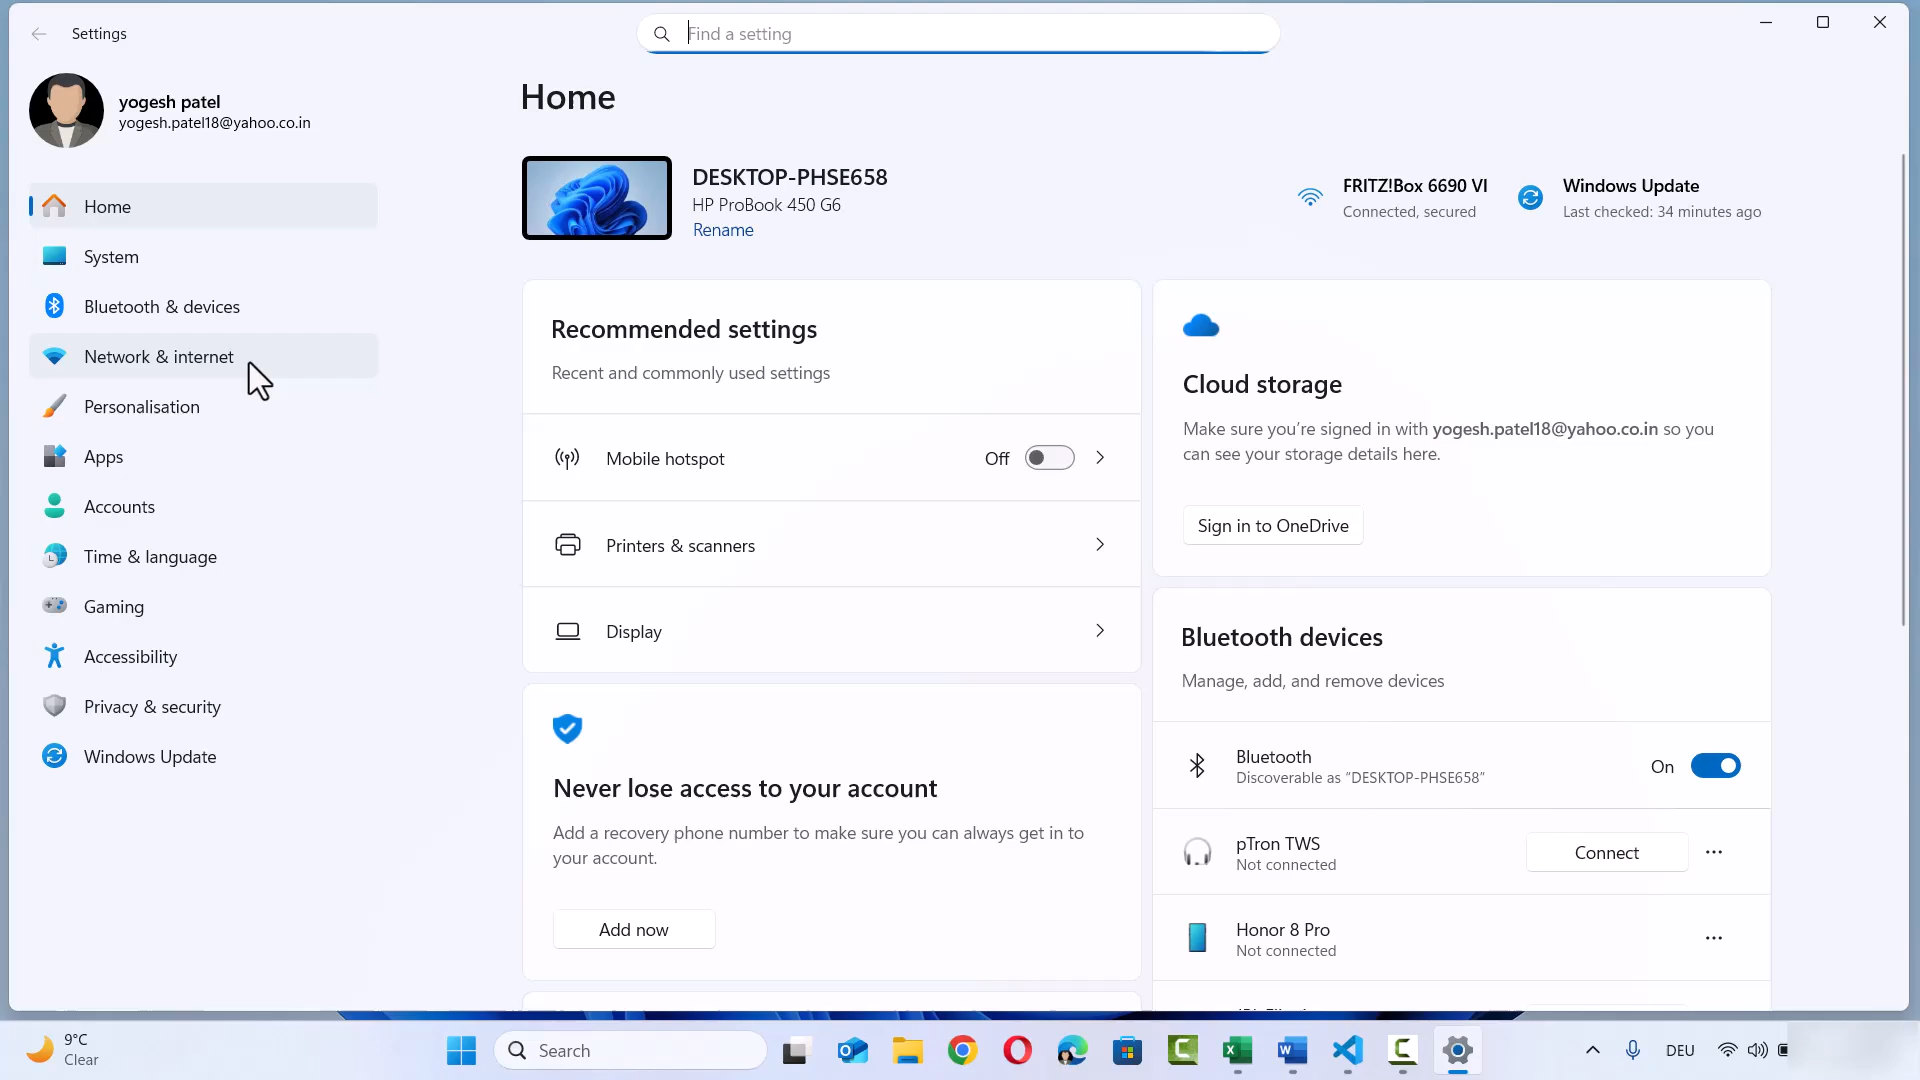 Settings
Find a setting
yogesh patel
yogesh.patel18@yahoo.co.in
Home
System
Bluetooth & devices
Network & internet
Personalisation
Apps
Accounts
Time & language
Gaming
Accessibility
Privacy & security
Windows Update
Home
DESKTOP-PHSE658
HP ProBook 450 G6
Rename
FRITZ!Box 6690 VI
Connected, secured
Windows Update
Last checked: 34 minutes ago
Recommended settings
Recent and commonly used settings
Mobile hotspot
Off
Printers & scanners
Display
Never lose access to your account
Add a recovery phone number to make sure you can always get in to
your account.
Add now
Cloud storage
Make sure you’re signed in with yogesh.patel18@yahoo.co.in so you
can see your storage details here.
Sign in to OneDrive
Bluetooth devices
Manage, add, and remove devices
Bluetooth
Discoverable as “DESKTOP-PHSE658”
On
pTron TWS
Not connected
Connect
Honor 8 Pro
Not connected
9°C
Clear
Search
DEU